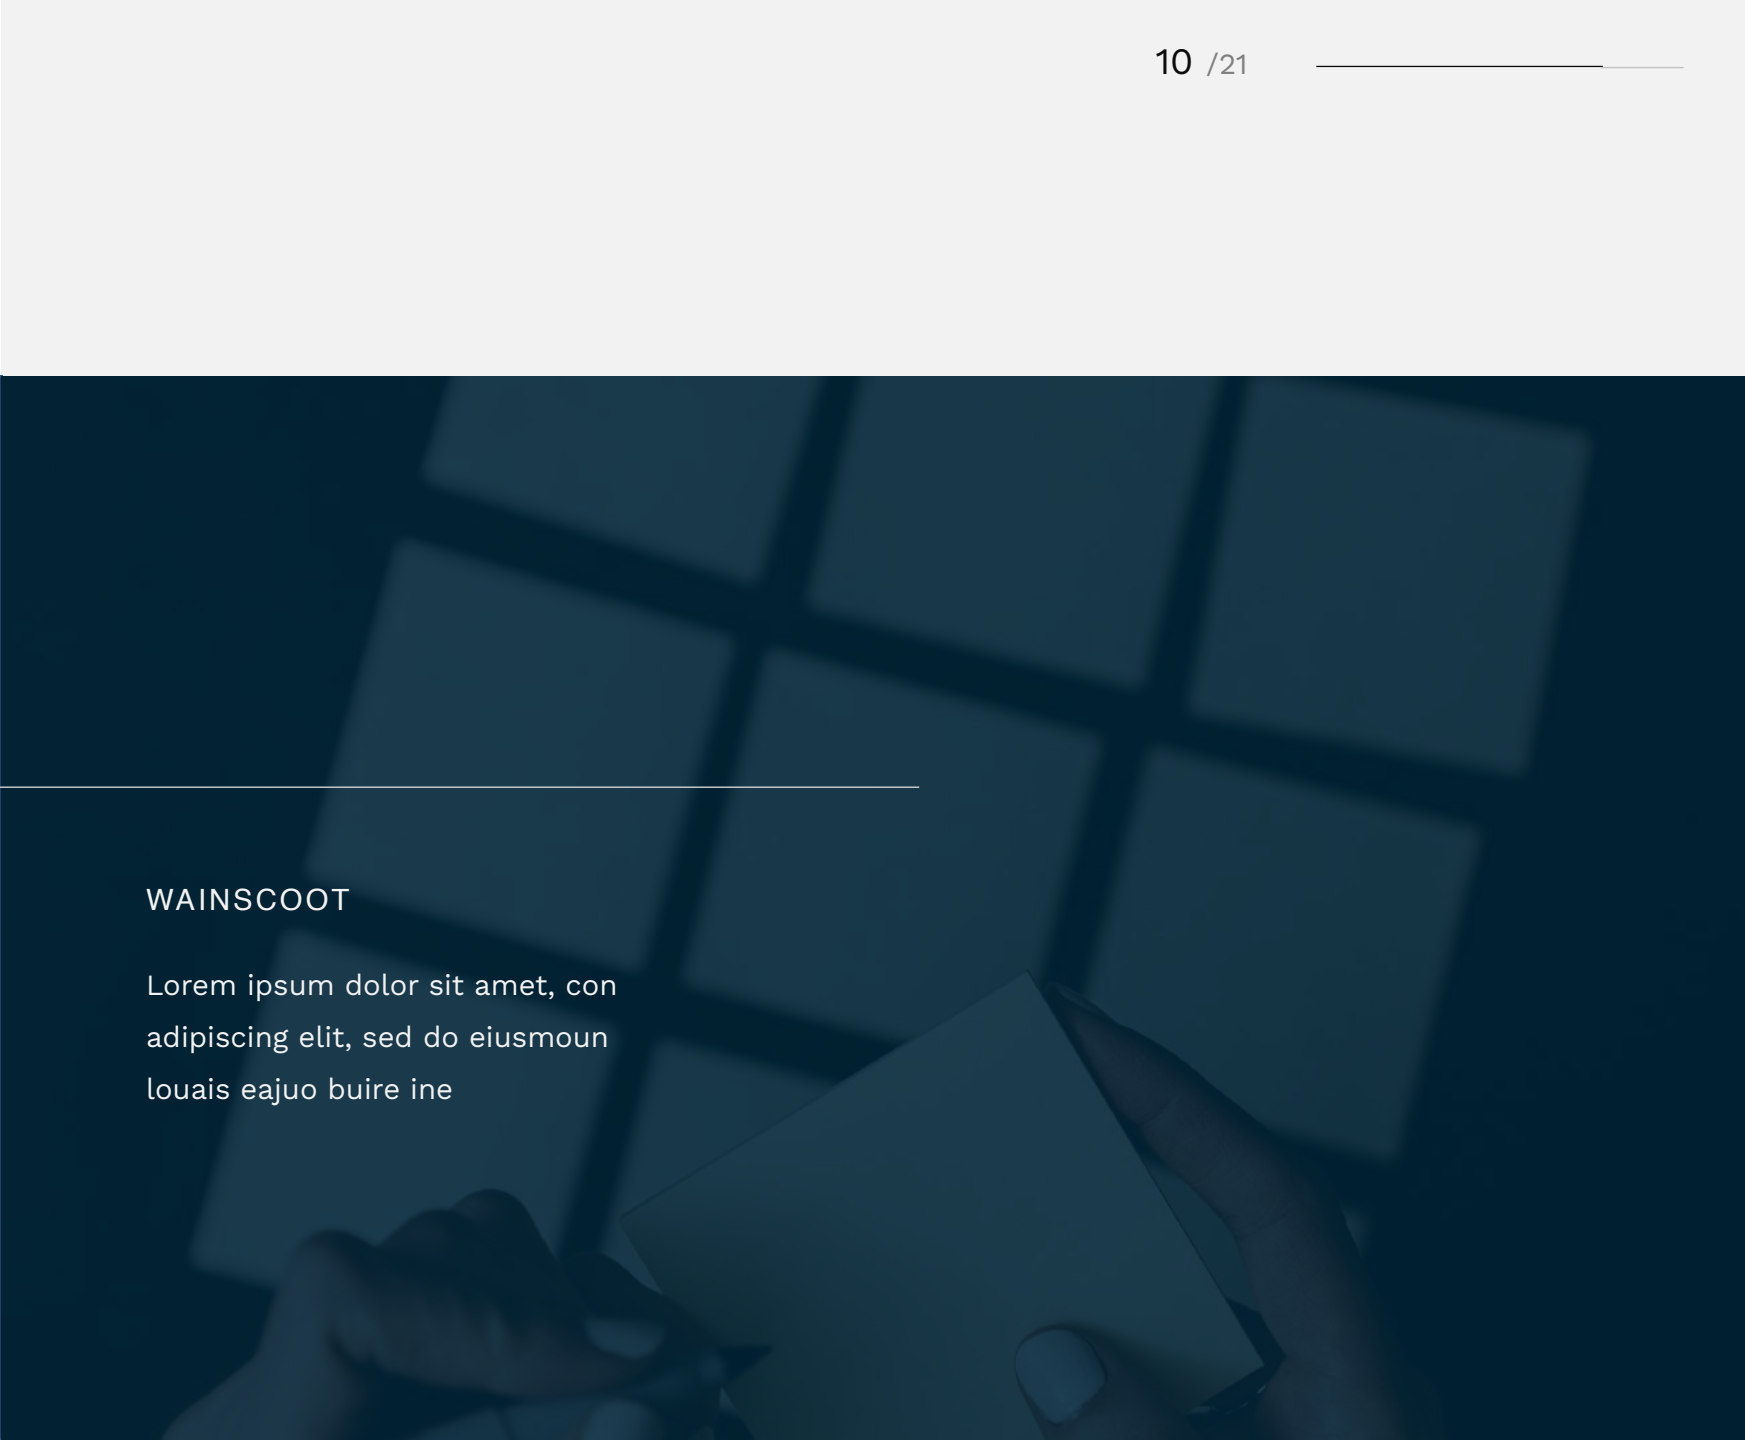 10 /21
WAINSCOOT
Lorem ipsum dolor sit amet, con
adipiscing elit, sed do eiusmoun
louais eajuo buire ine